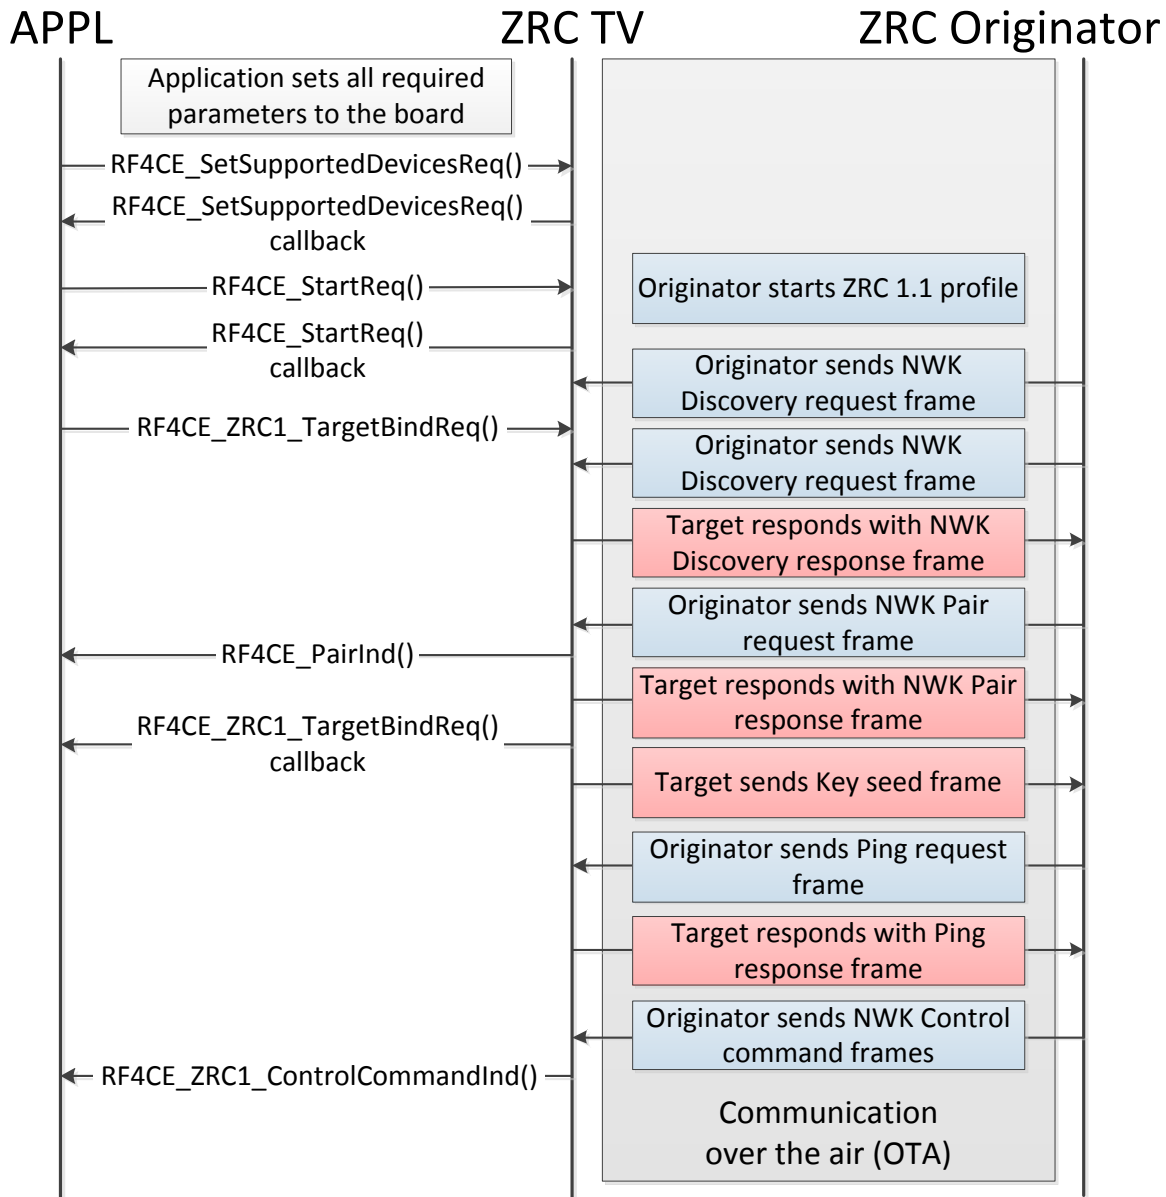 APPL
ZRC TV
ZRC Originator
Application sets all required
parameters to the board
RF4CE_SetSupportedDevicesReq()
RF4CE_SetSupportedDevicesReq()
callback
RF4CE_StartReq()
Originator starts ZRC 1.1 profile
RF4CE_StartReq()
callback
Originator sends NWK
Discovery request frame
RF4CE_ZRC1_TargetBindReq()
Originator sends NWK
Discovery request frame
Target responds with NWK
Discovery response frame
Originator sends NWK Pair
request frame
RF4CE_PairInd()
Target responds with NWK Pair
response frame
RF4CE_ZRC1_TargetBindReq()
callback
Target sends Key seed frame
Originator sends Ping request
frame
Target responds with Ping
response frame
Originator sends NWK Control
command frames
RF4CE_ZRC1_ControlCommandInd()
Communication
over the air (OTA)